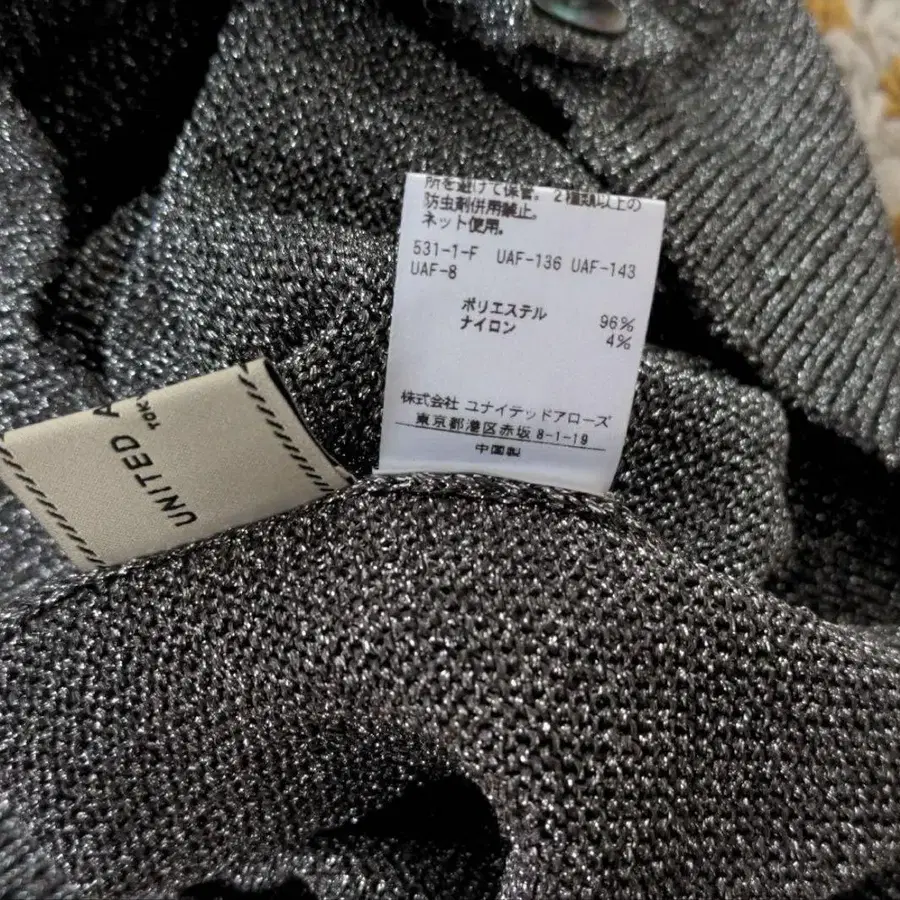 所を避けて保管。2種類以上の
防虫剤併用禁止。
ネット使用。
531-1-F UAF-136 UAF-143
UAF-8
ポリエステル 96%
ナイロン 4%
株式会社 ユナイテッドアローズ
東京都港区赤坂 8-1-19
中国製
UNITED A
TOK